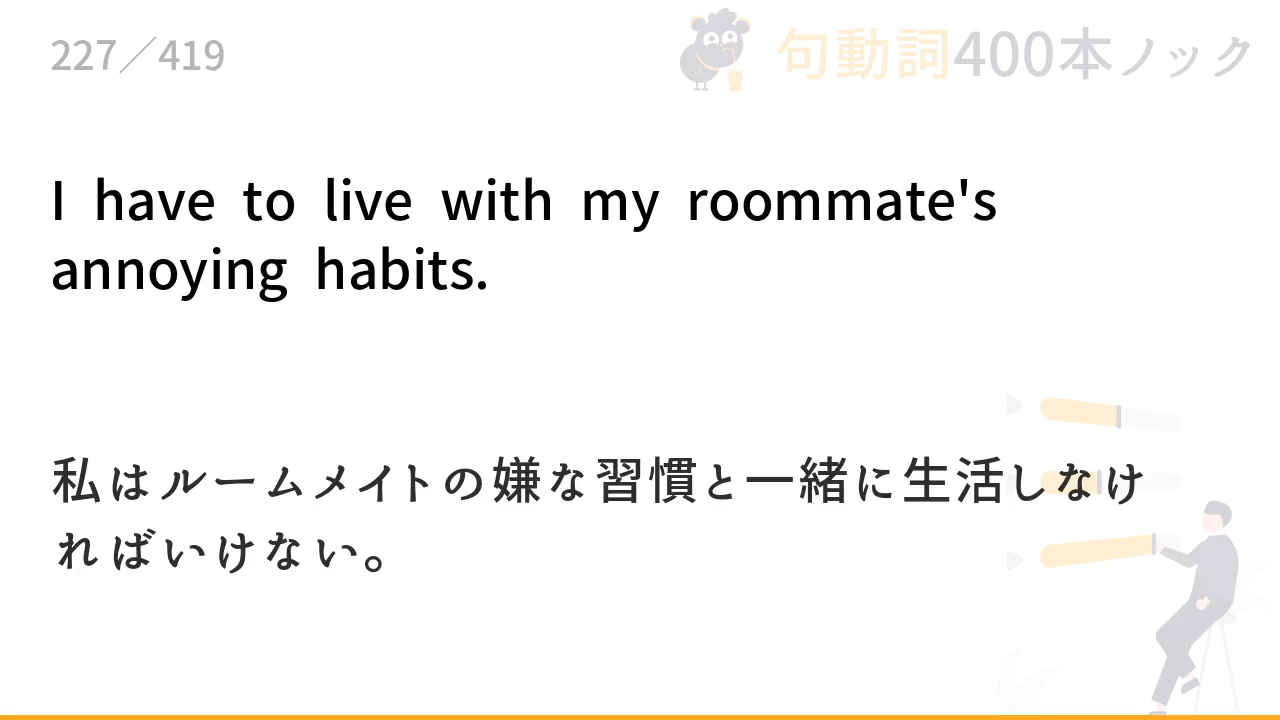 227／419
句動詞400本ノック
I have to live with my roommate's
annoying habits.
私はルームメイトの嫌な習慣と一緒に生活しなけ
ればいけない。